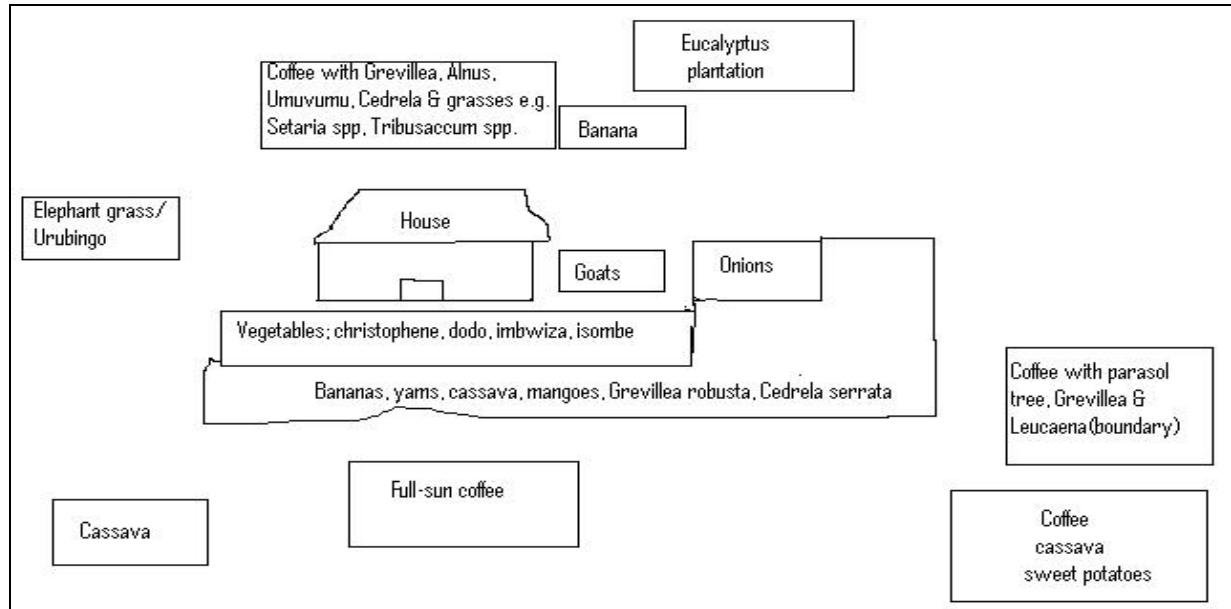 Eucalyptus
plantation
Coffee with Grevillea, Alnus,
Umuvumu, Cedrela & grasses e.g.
Setaria spp, Tribusaccum spp.
Banana
Elephant grass/
Urubingo
House
Goats
Onions
Vegetables; christophene, dodo, imbwiza, isombe
Bananas, yams, cassava, mangoes, Grevillea robusta, Cedrela serrata
Coffee with parasol
tree, Grevillea &
Leucaena(boundary)
Full-sun coffee
Cassava
Coffee
cassava
sweet potatoes